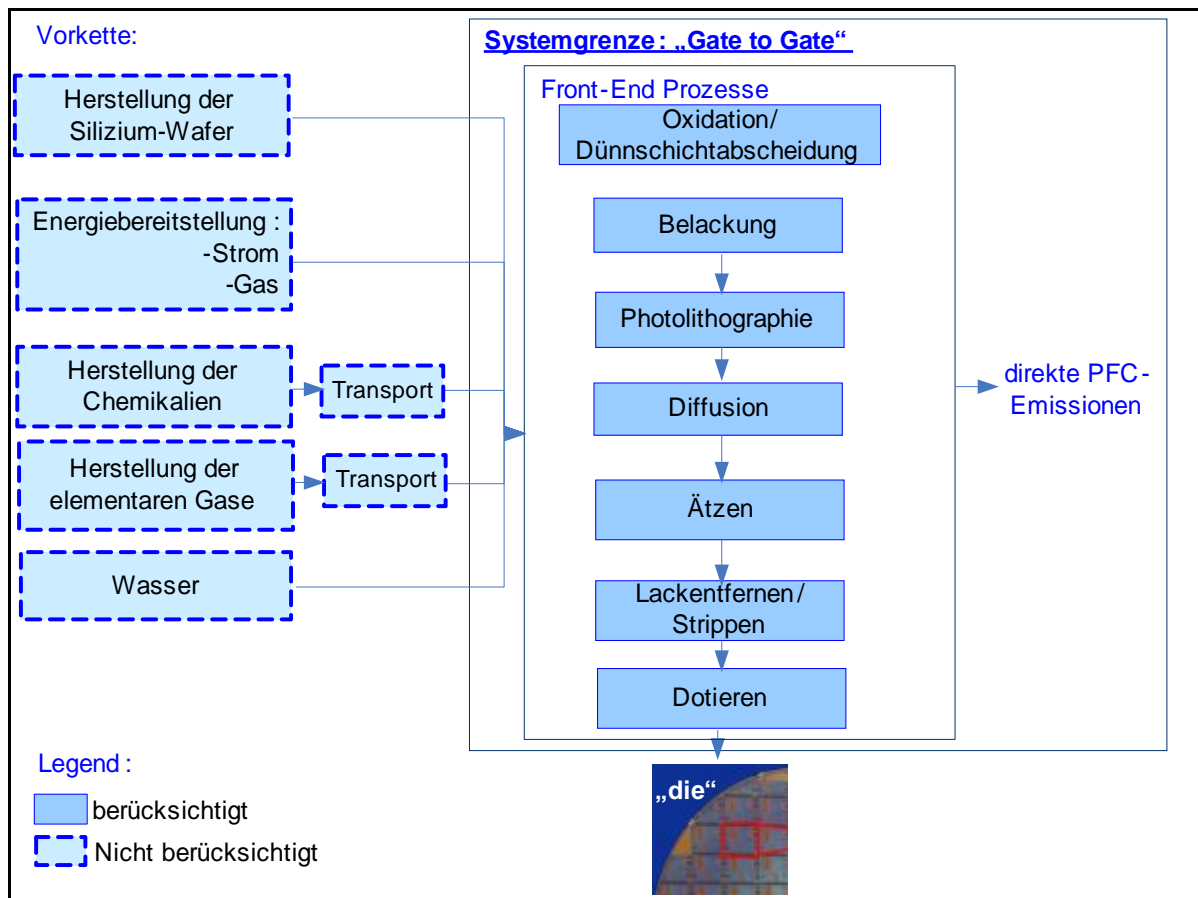 Vorkette:
Herstellung der
Silizium-Wafer
Energiebereitstellung :
-Strom
-Gas
Herstellung der
Chemikalien
Transport
Herstellung der
elementaren Gase
Transport
Wasser
Systemgrenze: „Gate to Gate“
Front-End Prozesse
Oxidation/
Dünnschichtabscheidung
Belackung
Photolithographie
Diffusion
Ätzen
Lackentfernen/
Strippen
Dotieren
direkte PFC-
Emissionen
„die“
Legend :
berücksichtigt
Nicht berücksichtigt